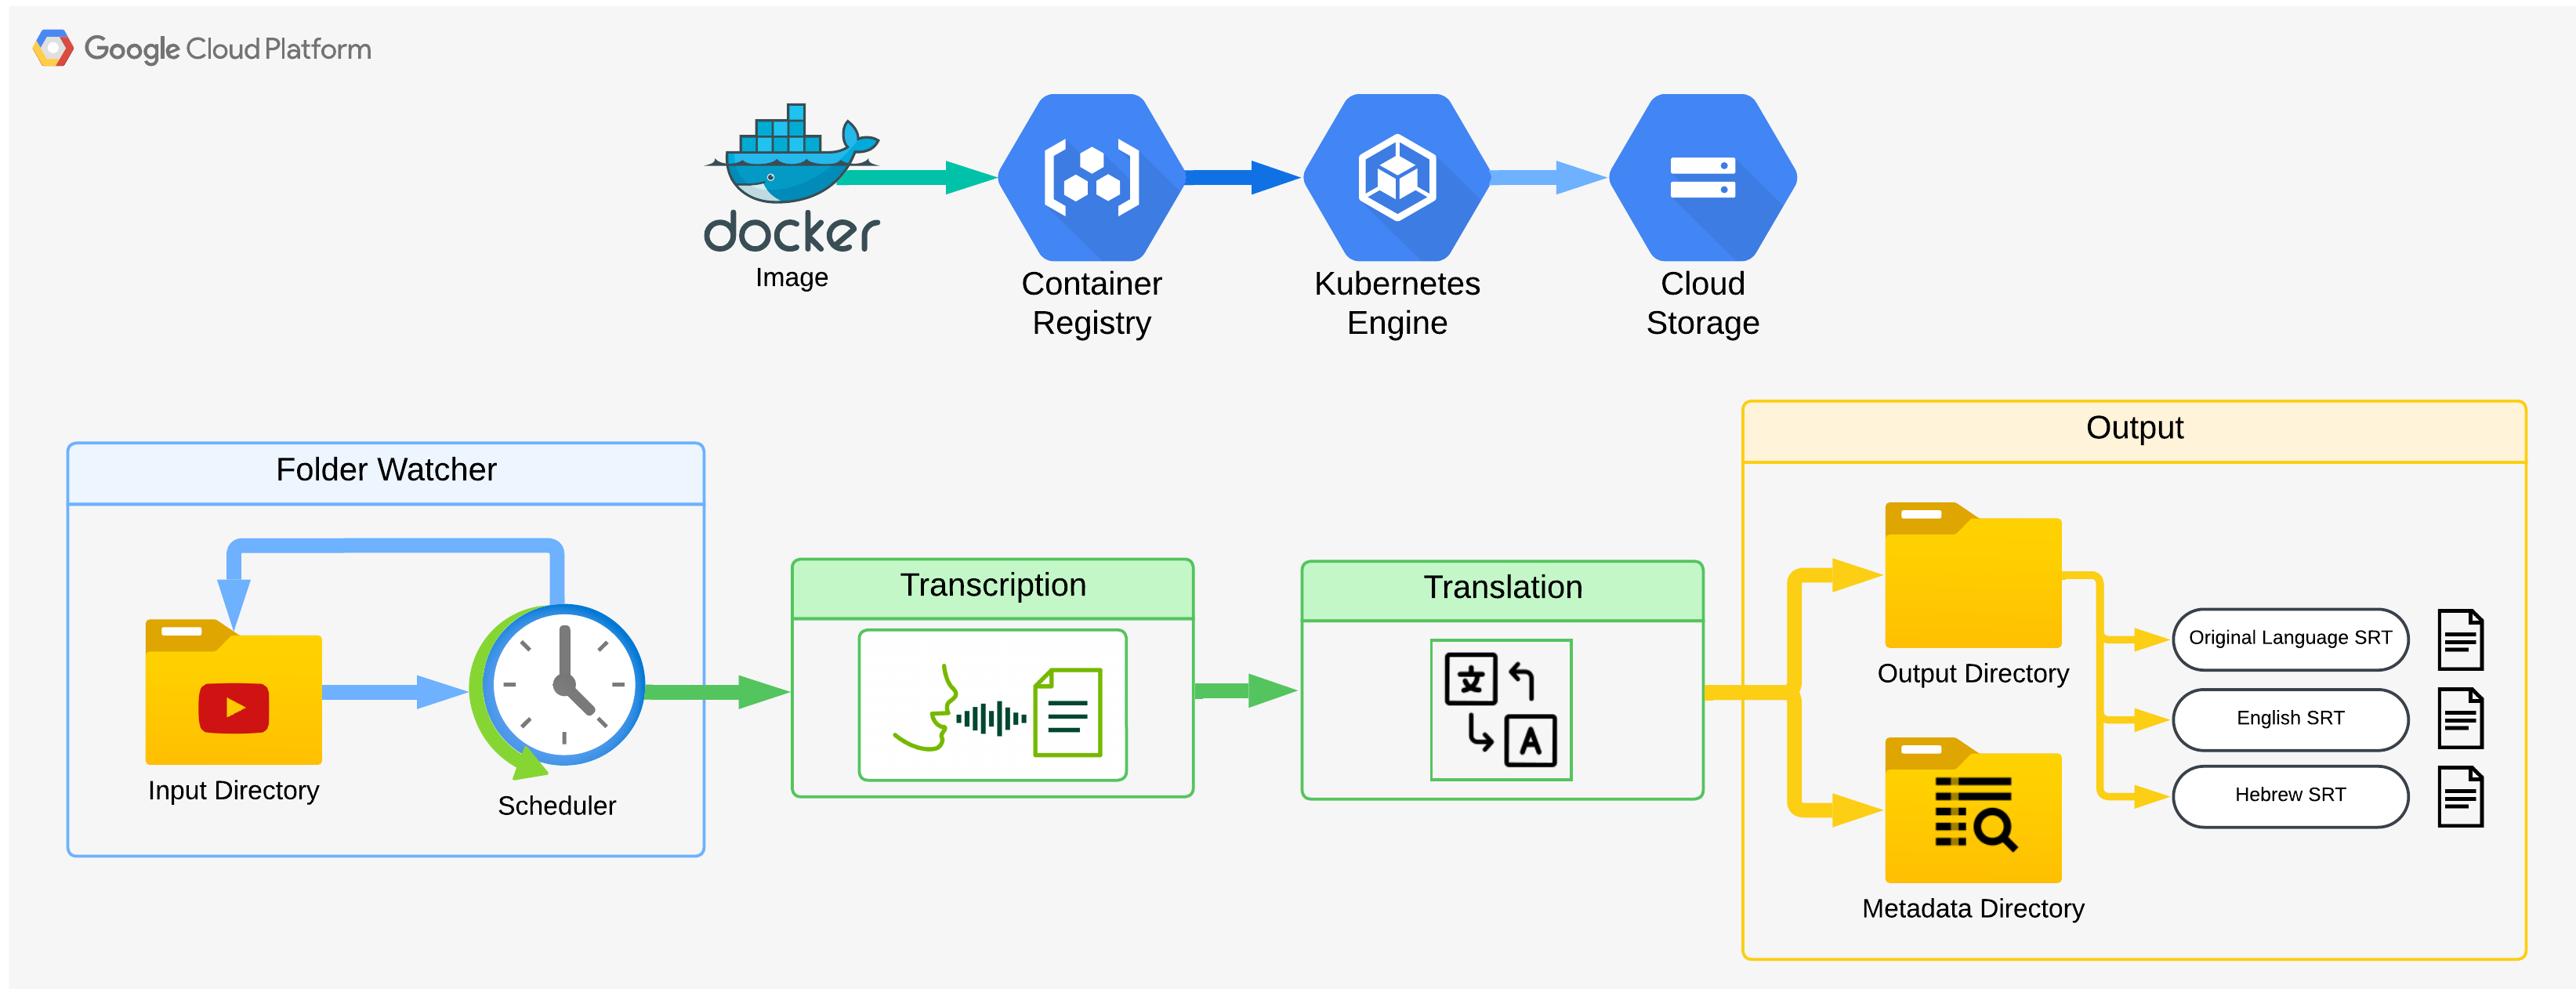 Google Cloud Platform
docker
Image
Container
Registry
Kubernetes
Engine
Cloud
Storage
Folder Watcher
Input Directory
Scheduler
Transcription
Translation
文
A
Output
Output Directory
Metadata Directory
Original Language SRT
English SRT
Hebrew SRT